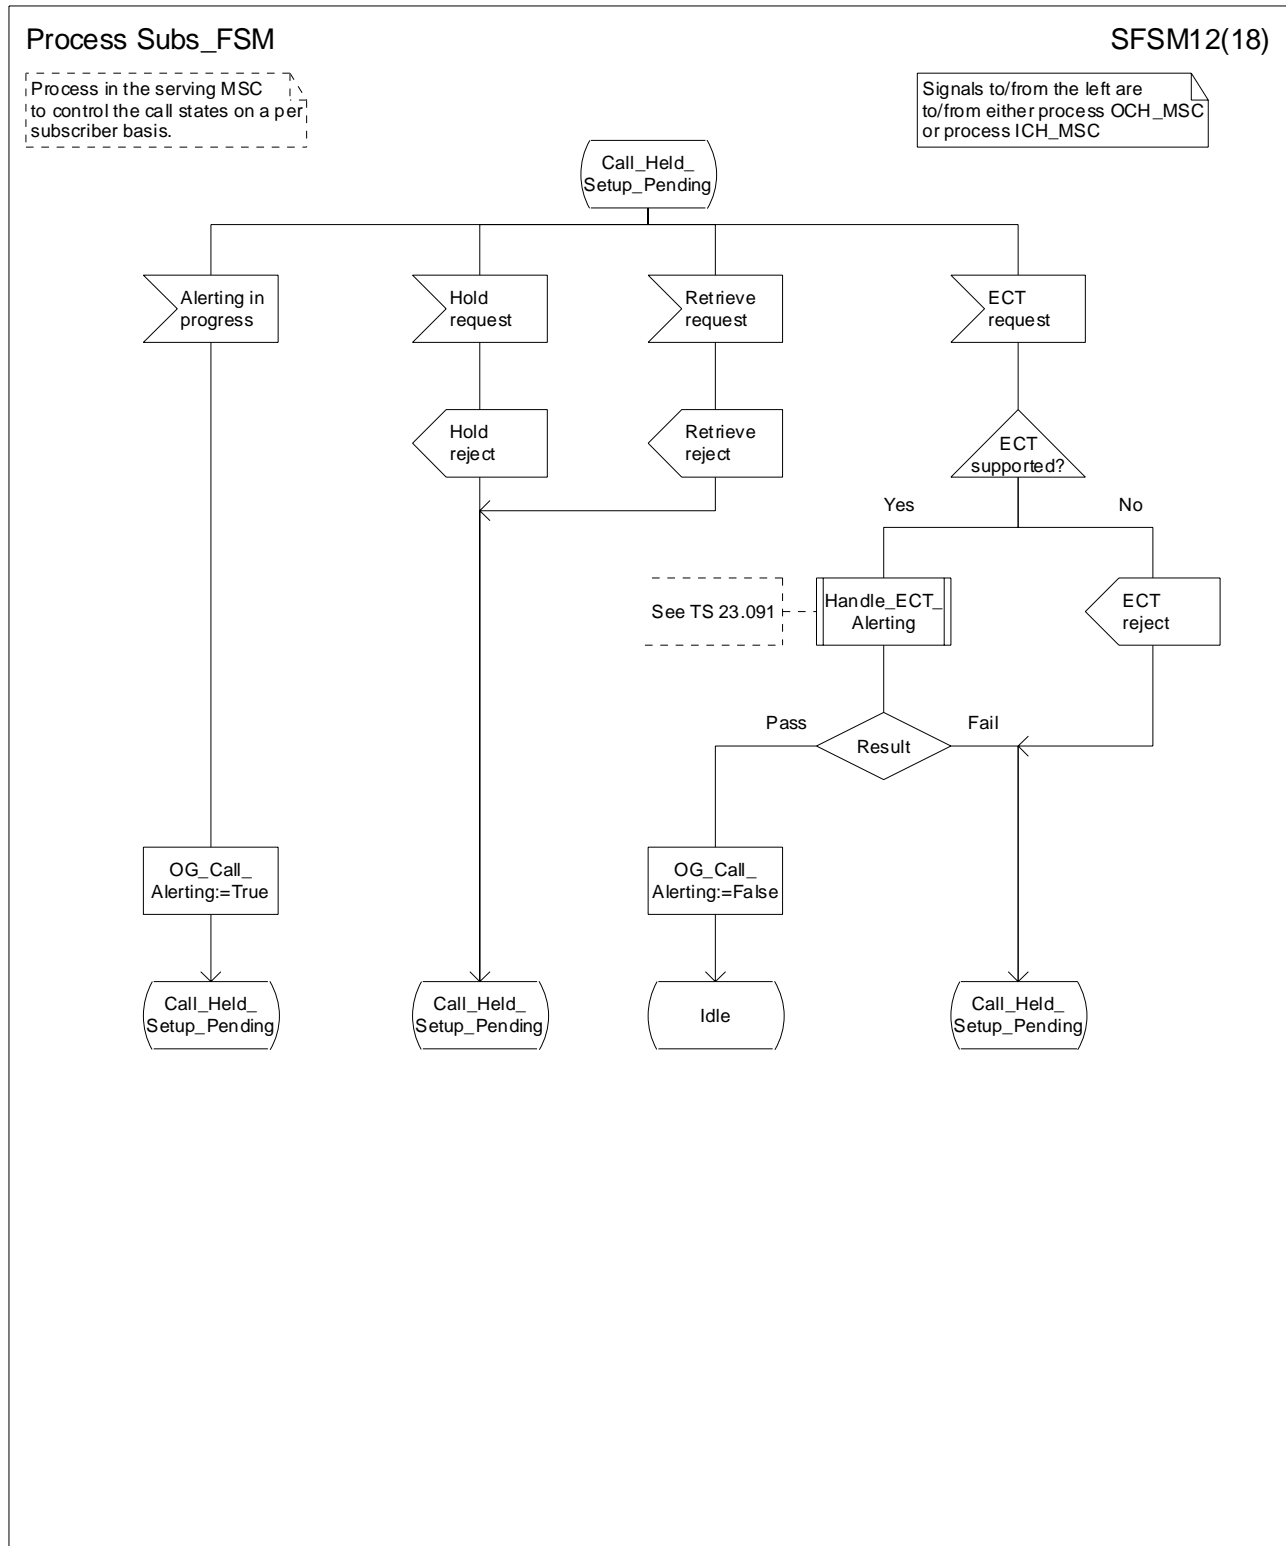 Process Subs_FSM
SFSM12(18)
Process in the serving MSC
to control the call states on a per
subscriber basis.
Signals to/from the left are
to/from either process OCH_MSC
or process ICH_MSC
Call_Held_
Setup_Pending
Alerting in
progress
Hold
request
Retrieve
request
ECT
request
Hold
reject
Retrieve
reject
ECT
supported?
Yes
No
See TS 23.091
Handle_ECT_
Alerting
ECT
reject
Pass
Fail
Result
OG_Call_
Alerting:=True
OG_Call_
Alerting:=False
Call_Held_
Setup_Pending
Call_Held_
Setup_Pending
Idle
Call_Held_
Setup_Pending